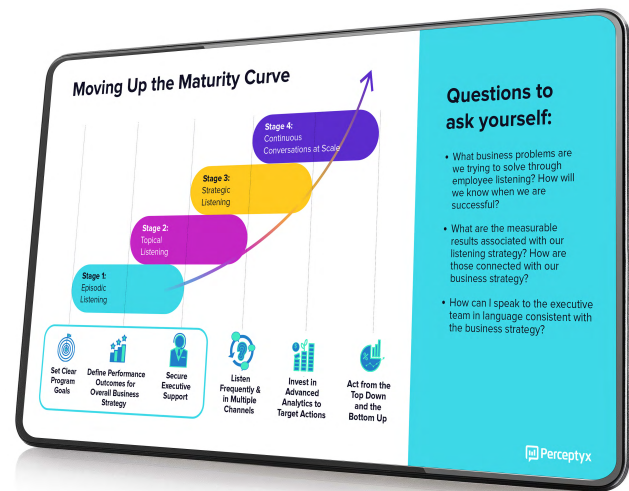 Moving Up the Maturity Curve
Stage 4:
Continuous
Conversations at Scale
Stage 3:
Strategic
Listening
Stage 2:
Topical
Listening
Stage 1:
Episodic
Listening
Set Clear
Program
Goals
Define Performance
Outcomes for
Overall Business
Strategy
Secure
Executive
Support
Listen
Frequently &
in Multiple
Channels
Invest in
Advanced
Analytics to
Target Actions
Act from the
Top Down
and the
Bottom Up
Questions to
ask yourself:
• What business problems are
we trying to solve through
employee listening? How will
we know when we are
successful?
• What are the measurable
results associated with our
listening strategy? How are
those connected with our
business strategy?
• How can I speak to the executive
team in language consistent with
the business strategy?
Perceptyx